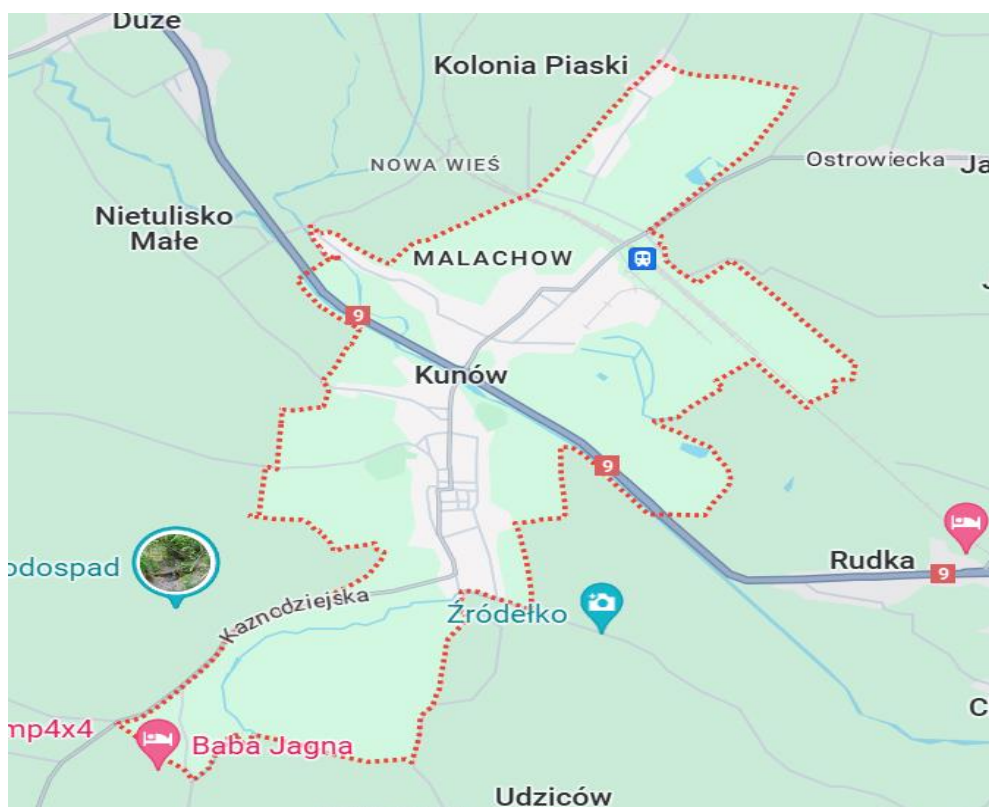 Duże
Kolonia Piaski
NOWA WIEŚ
Ostrowiecka
Ja
Nietulisko
Małe
MALACHOW
J
9
Kunów
9
odospad
Rudka
9
Kaznodziejska
Źródełko
C
mp4x4
Baba Jagna
Udziców